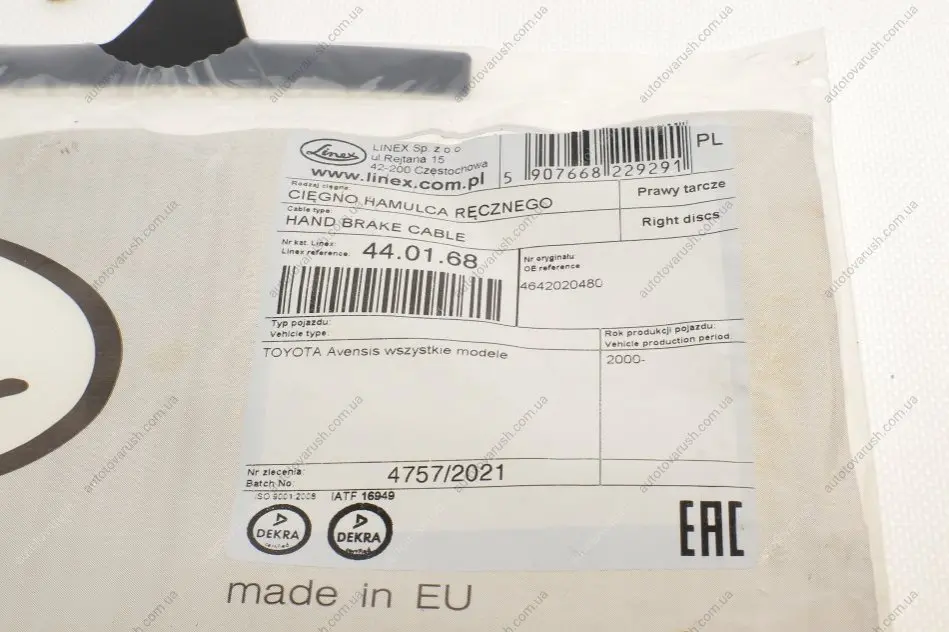 Linex
LINEX Sp. z o o
ul.Rejtana 15
42-200 Częstochowa
www.linex.com.pl
5 907668 229291
PL
Rodzaj cięgna:
CIĘGNO HAMULCA RĘCZNEGO
Prawy tarcze
Cable type:
HAND BRAKE CABLE
Right discs
Nr kat. Linex:
Linex reference:
44.01.68
Nr oryginału:
OE reference
4642020480
Typ pojazdu:
Vehicle type:
Rok produkcji pojazdu:
Vehicle production period:
TOYOTA Avensis wszystkie modele
2000-
Nr zlecenia:
Batch No:
4757/2021
ISO 9001:2008
IATF 16949
DEKRA
certified
DEKRA
certified
EAC
made in EU
autotovarush.com.ua